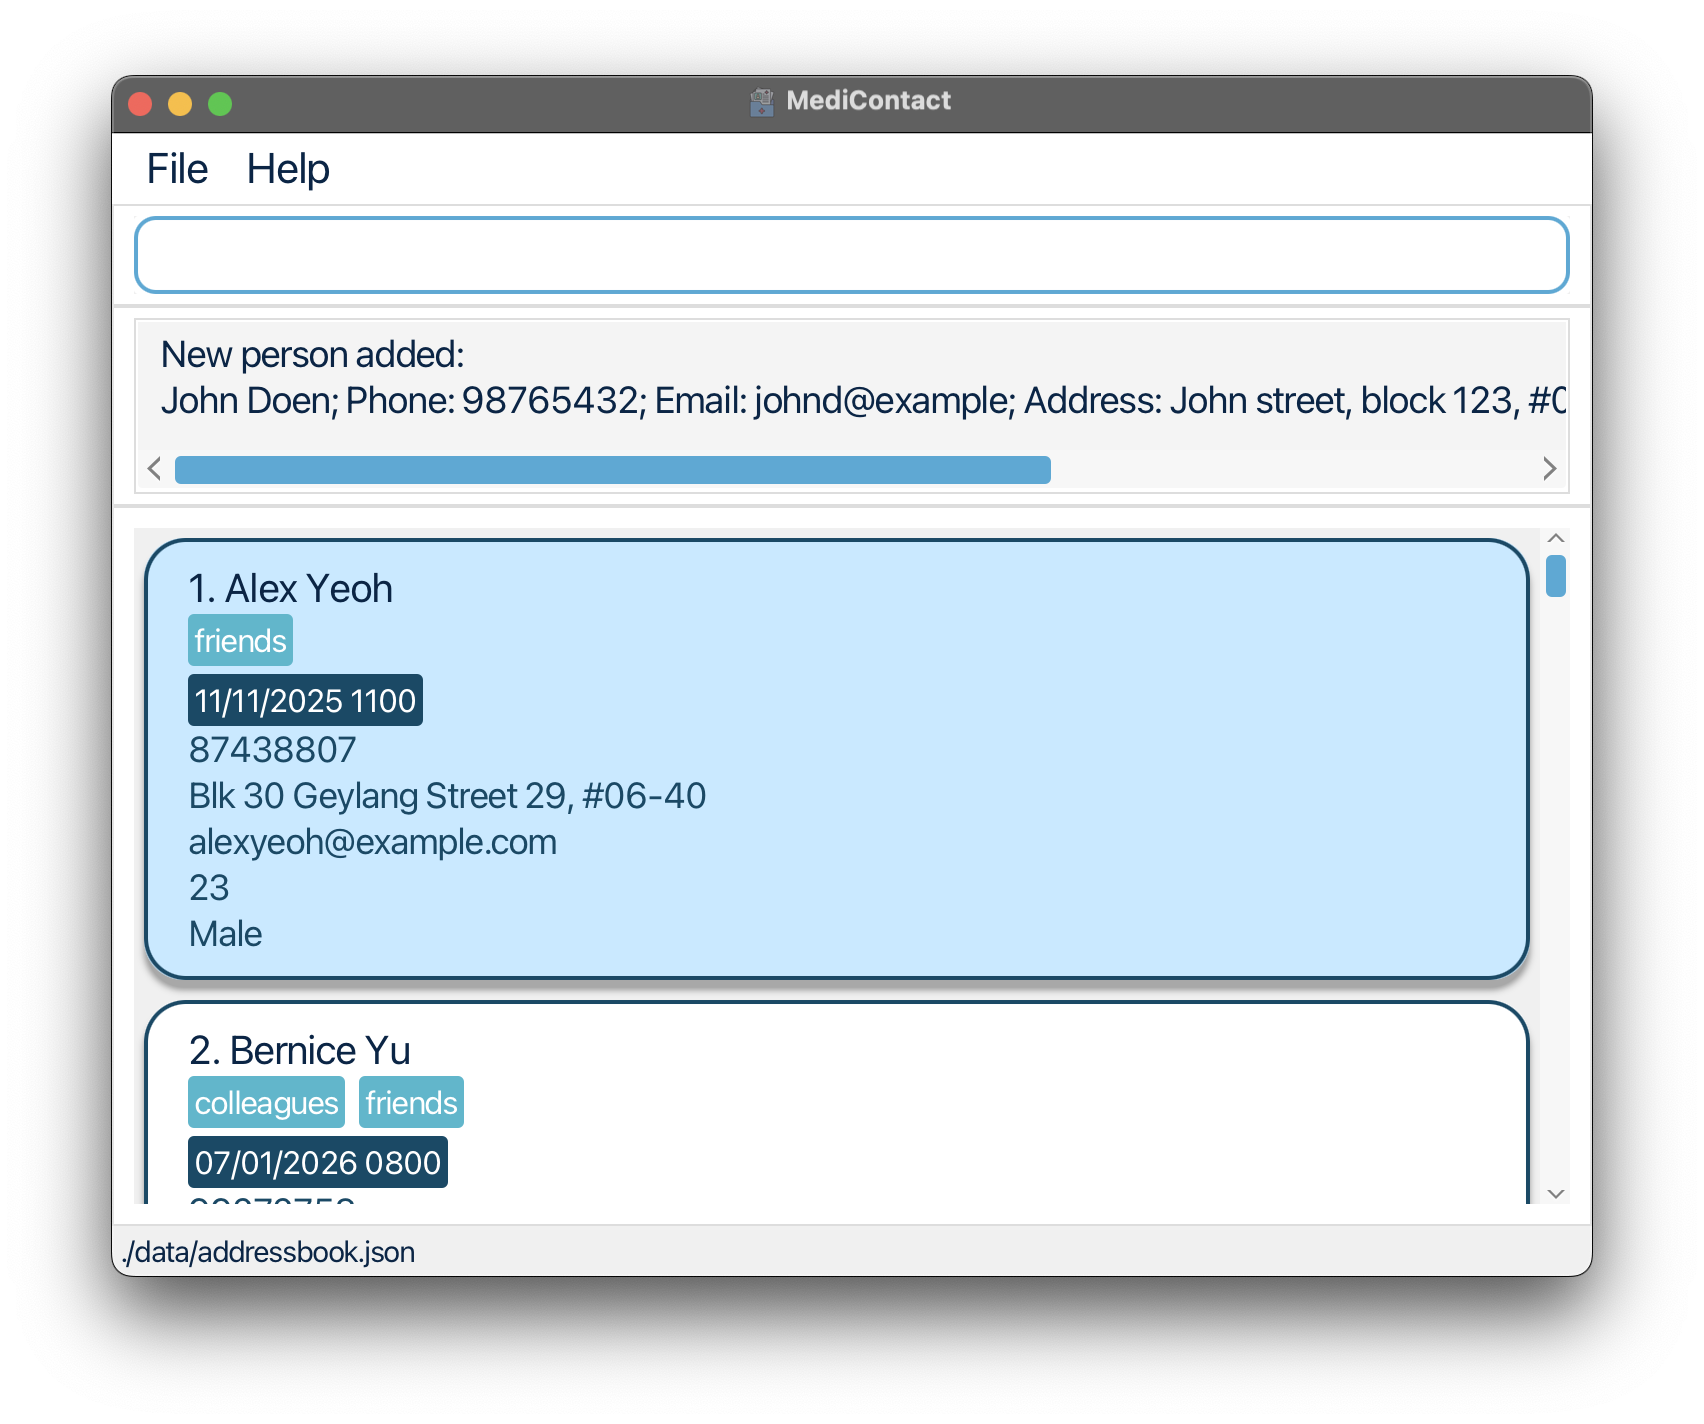 MediContact
File Help
New person added:
John Doen; Phone: 98765432; Email: johnd@example; Address: John street, block 123, #0
1. Alex Yeoh
friends
11/11/2025 1100
87438807
Blk 30 Geylang Street 29, #06-40
alexyeoh@example.com
23
Male
2. Bernice Yu
colleagues friends
07/01/2026 0800
./data/addressbook.json